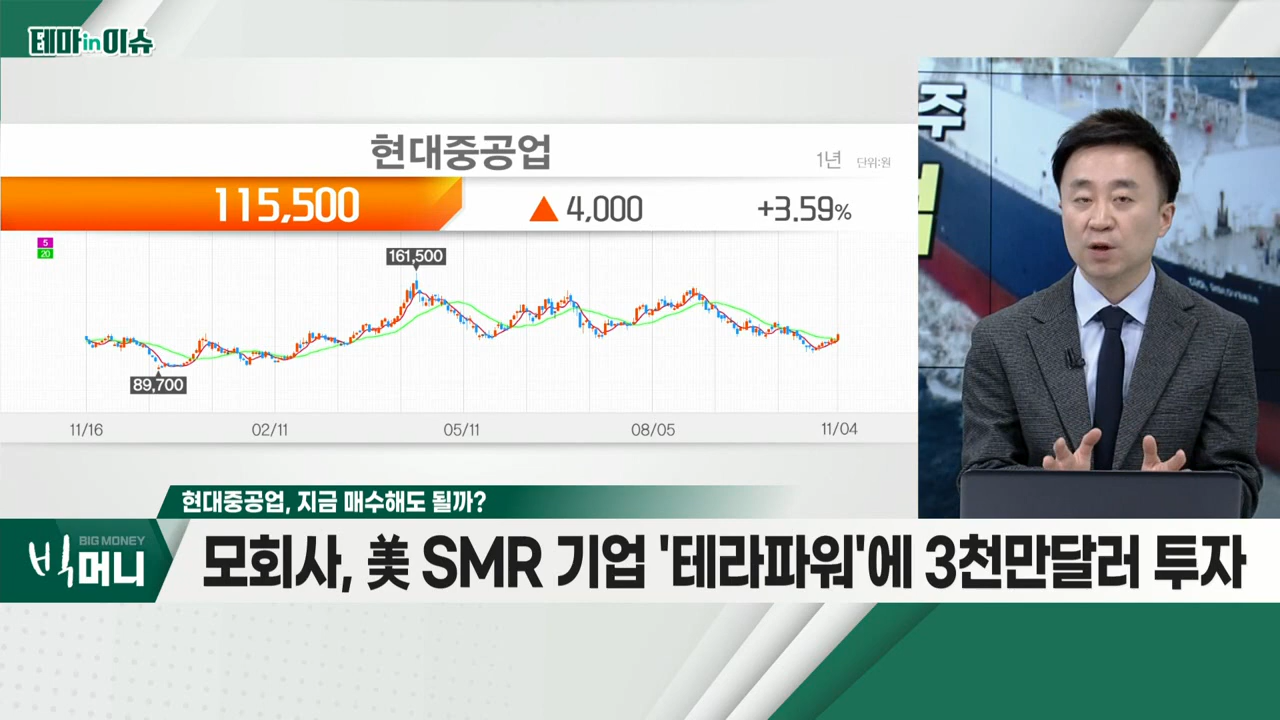 테마in이슈
현대중공업
1년 단위:원
115,500 ▲ 4,000 +3.59%
5
20
161,500
89,700
11/16 02/11 05/11 08/05 11/04
주
현대중공업, 지금 매수해도 될까?
BIG MONEY
빅머니
모회사, 美 SMR 기업 '테라파워'에 3천만달러 투자